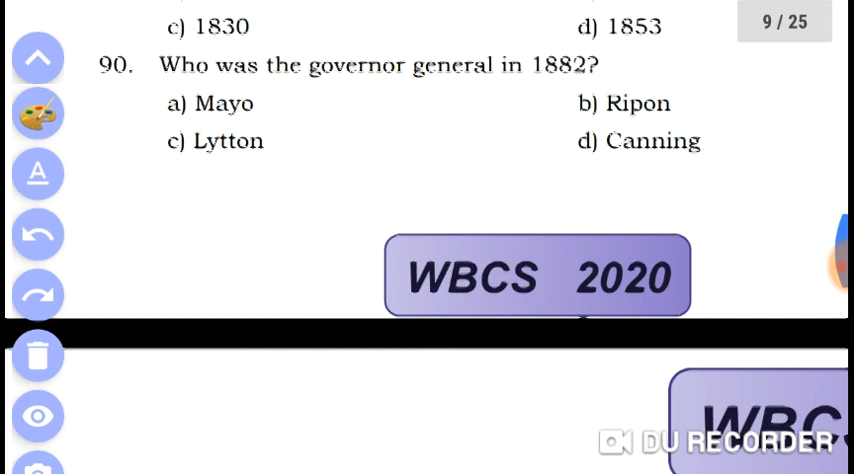 c) 1830 d) 1853 9 / 25
90. Who was the governor general in 1882?
a) Mayo b) Ripon
c) Lytton d) Canning
A
WBCS 2020
WBCS
DU RECORDER